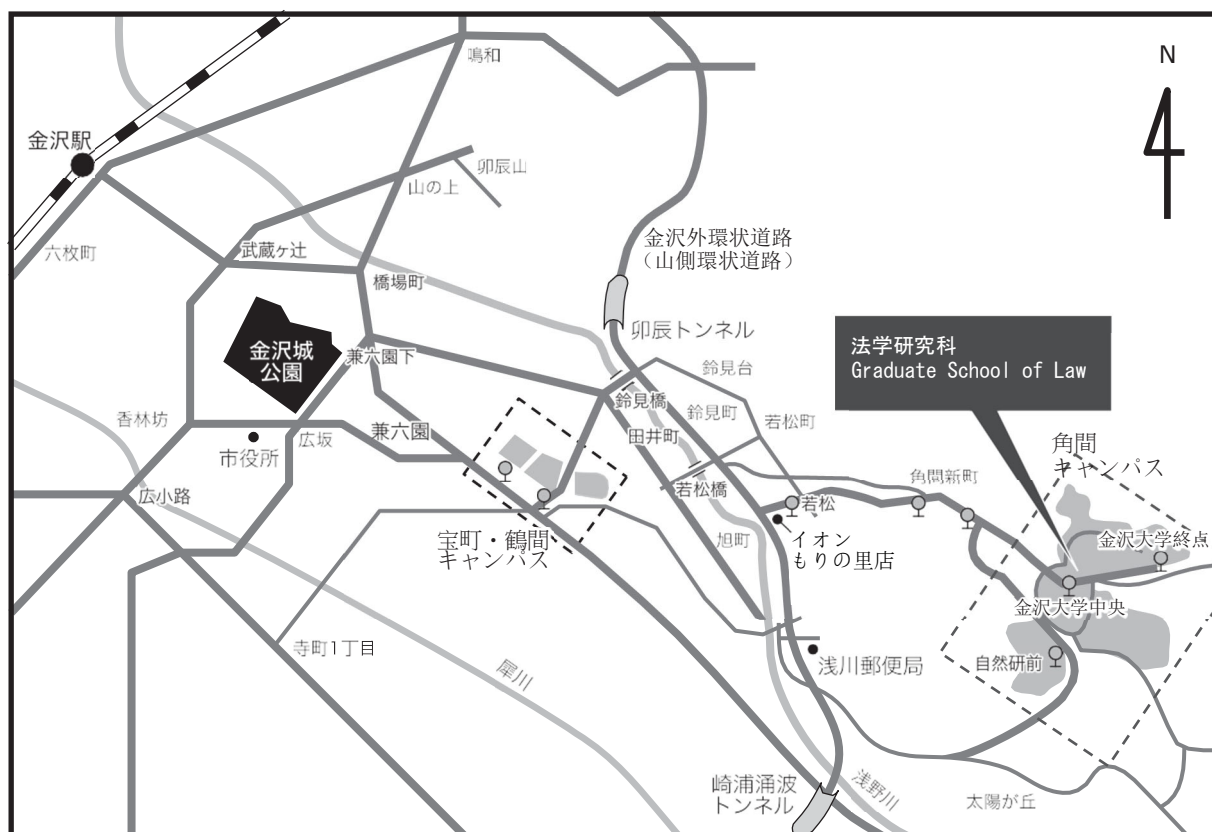 N
鳴和
金沢駅
卯辰山
山の上
六枚町
武蔵ヶ辻
橋場町
金沢外環状道路
（山側環状道路）
卯辰トンネル
金沢城
公園
兼六園下
法学研究科
Graduate School of Law
鈴見台
鈴見橋
鈴見町
若松町
香林坊
市役所
広坂
兼六園
田井町
角間
キャンパス
角間新町
若松橋
若松
広小路
宝町・鶴間
キャンパス
旭町
イオン
もりの里店
金沢大学終点
金沢大学中央
寺町1丁目
浅川郵便局
自然研前
犀川
崎浦涌波
トンネル
浅野川
太陽が丘